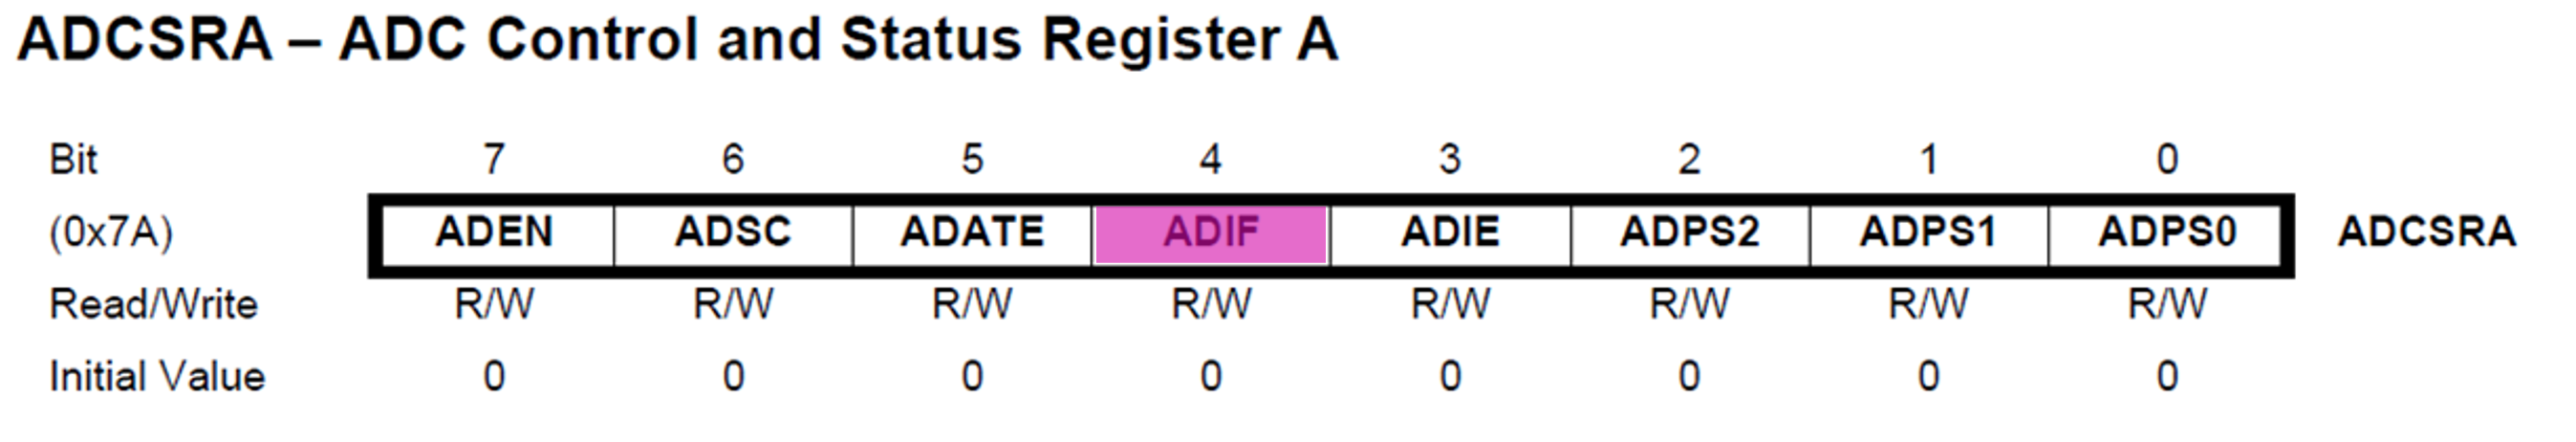 ADCSRA – ADC Control and Status Register A
Bit 7 6 5 4 3 2 1 0
(0x7A) ADEN ADSC ADATE ADIF ADIE ADPS2 ADPS1 ADPS0 ADCSRA
Read/Write R/W R/W R/W R/W R/W R/W R/W R/W
Initial Value 0 0 0 0 0 0 0 0